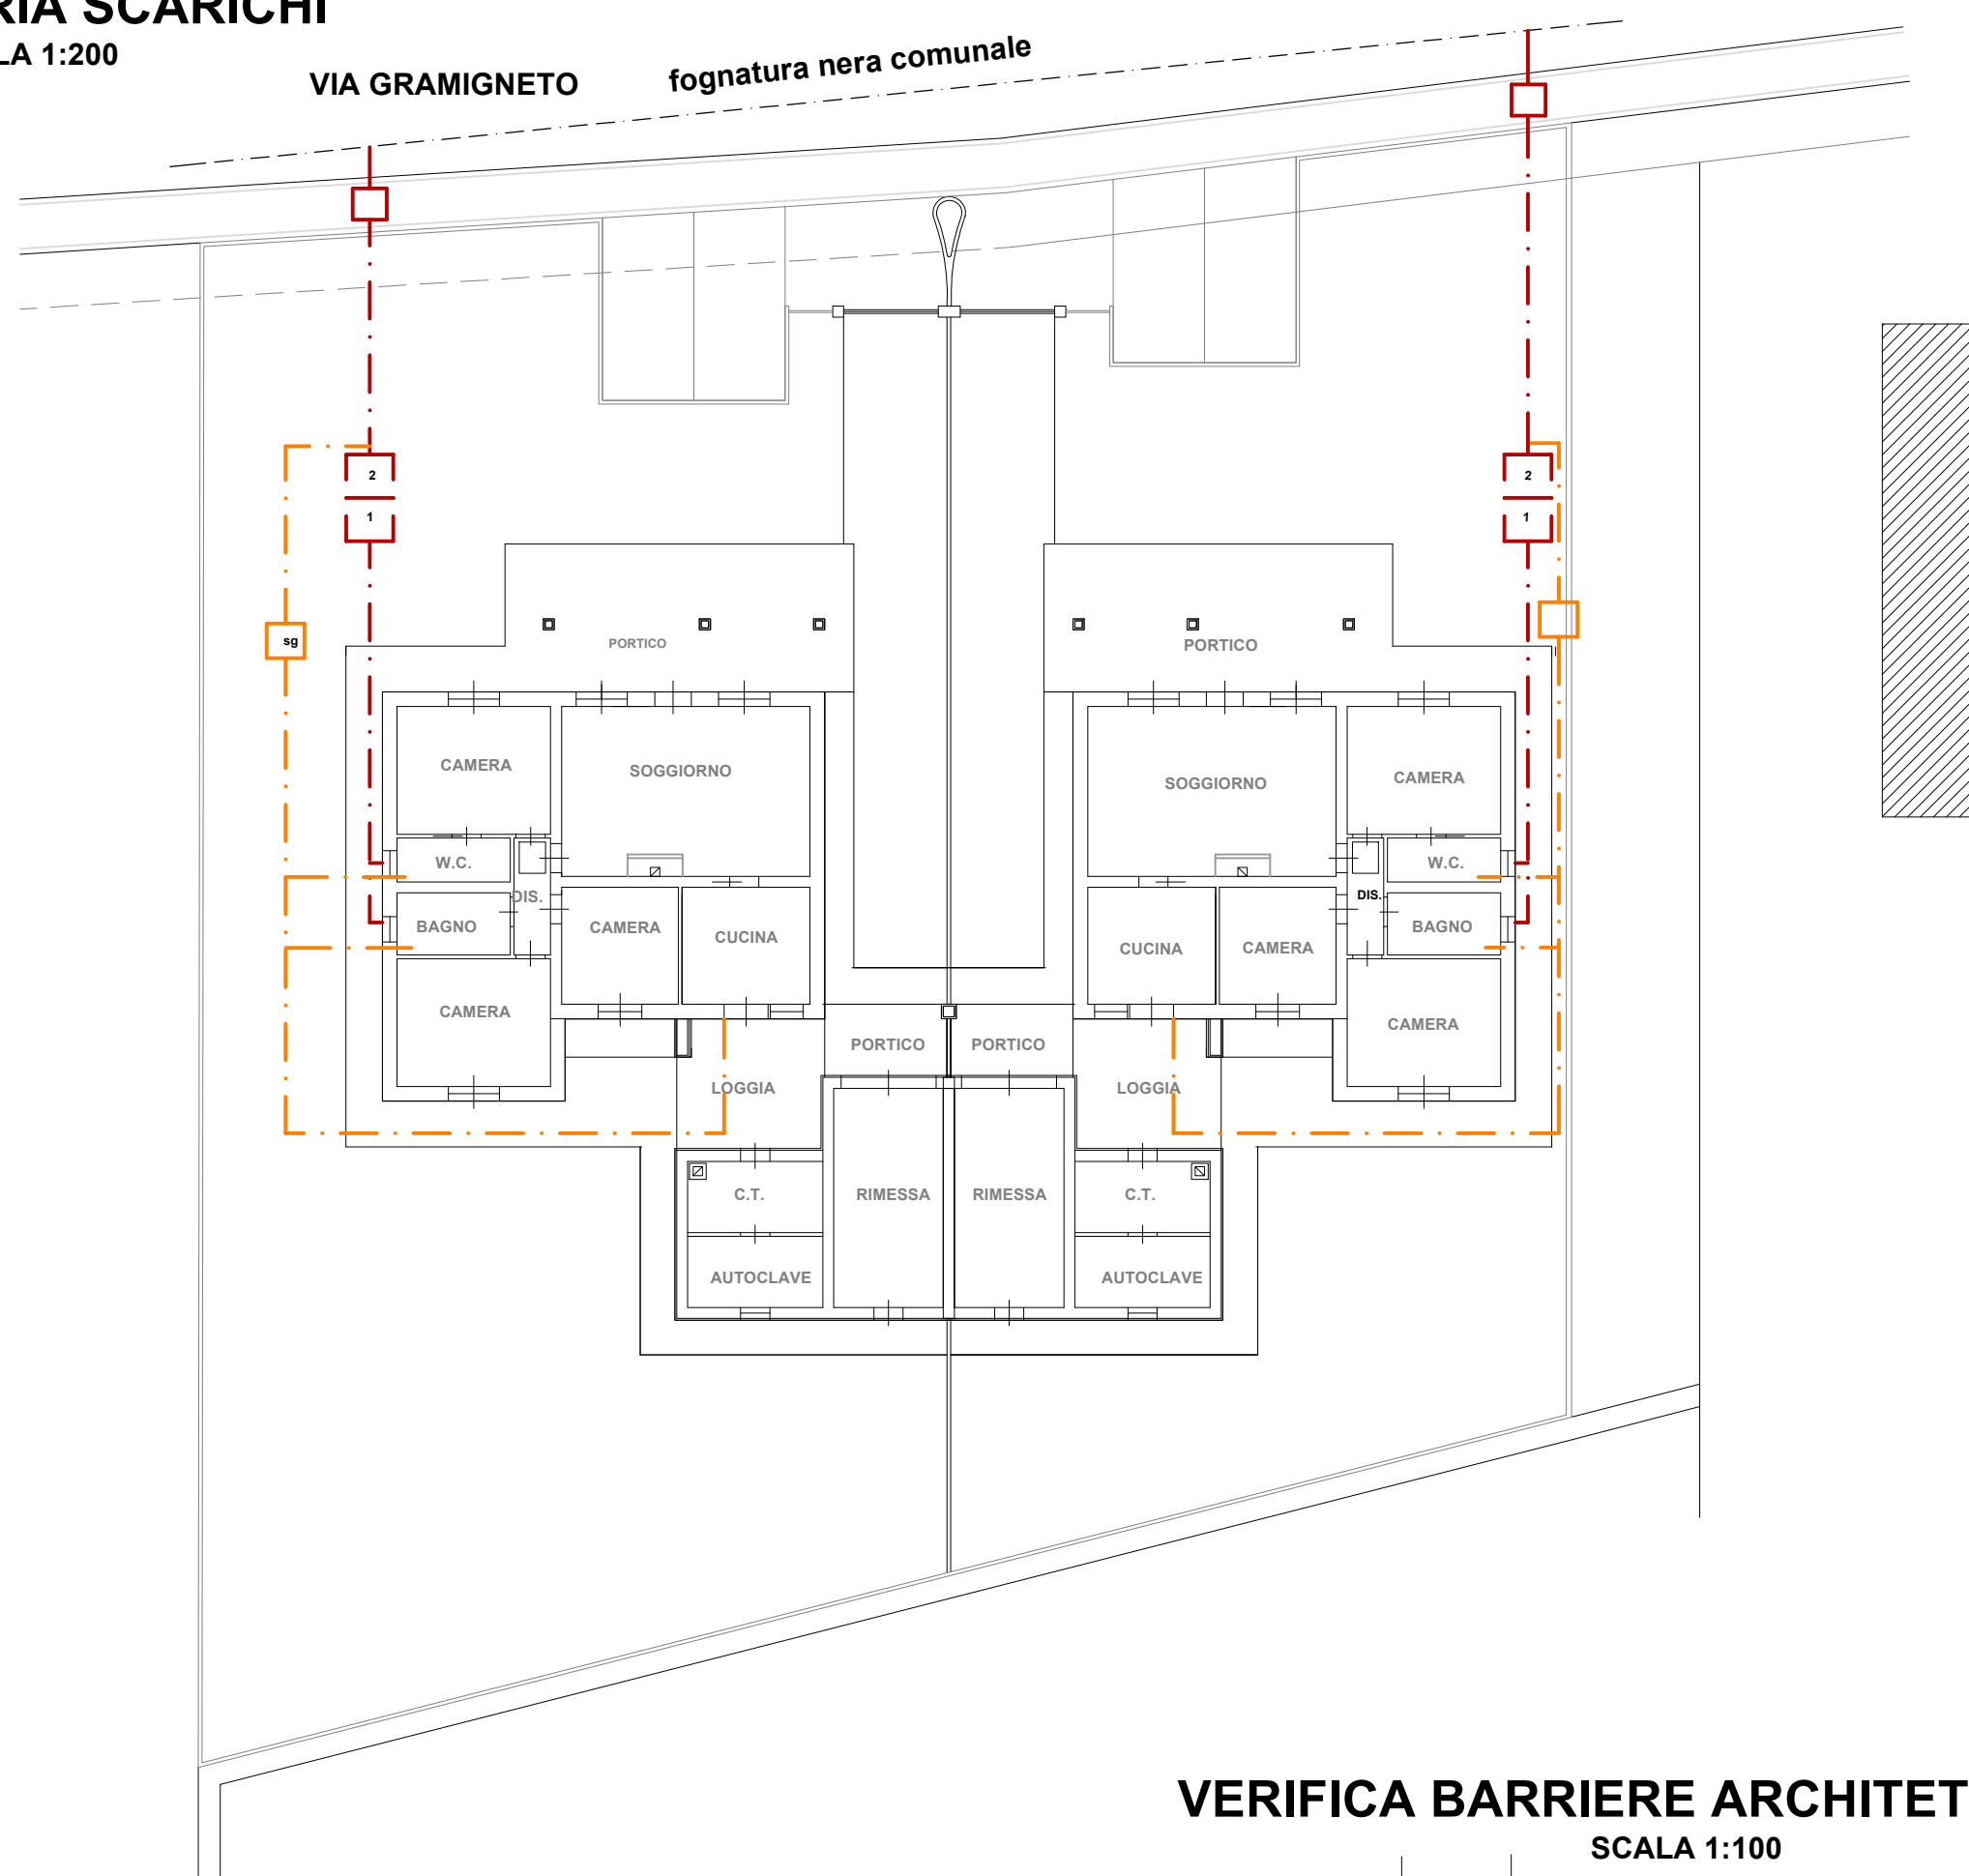 RIA SCARICHI
LA 1:200
VIA GRAMIGNETO
fognatura nera comunale
2
1
2
1
sg
PORTICO
PORTICO
CAMERA
SOGGIORNO
SOGGIORNO
CAMERA
W.C.
W.C.
DIS.
DIS.
BAGNO
CAMERA
CUCINA
CUCINA
CAMERA
BAGNO
CAMERA
CAMERA
PORTICO
PORTICO
LOGGIA
LOGGIA
C.T.
RIMESSA
RIMESSA
C.T.
AUTOCLAVE
AUTOCLAVE
VERIFICA BARRIERE ARCHITET
SCALA 1:100